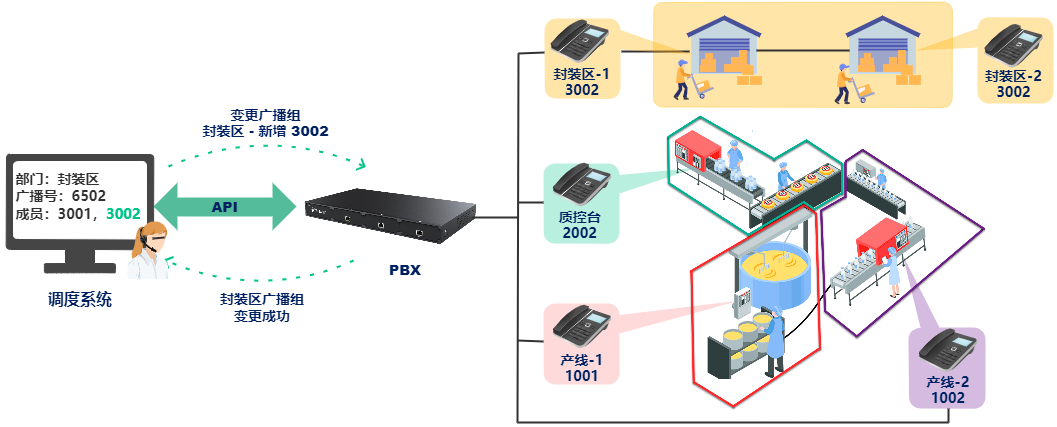 变更广播组
封装区 - 新增 3002
部门：封装区
广播号：6502
成员：3001，3002
API
调度系统
封装区广播组
变更成功
PBX
封装区-1
3002
封装区-2
3002
质控台
2002
产线-1
1001
产线-2
1002